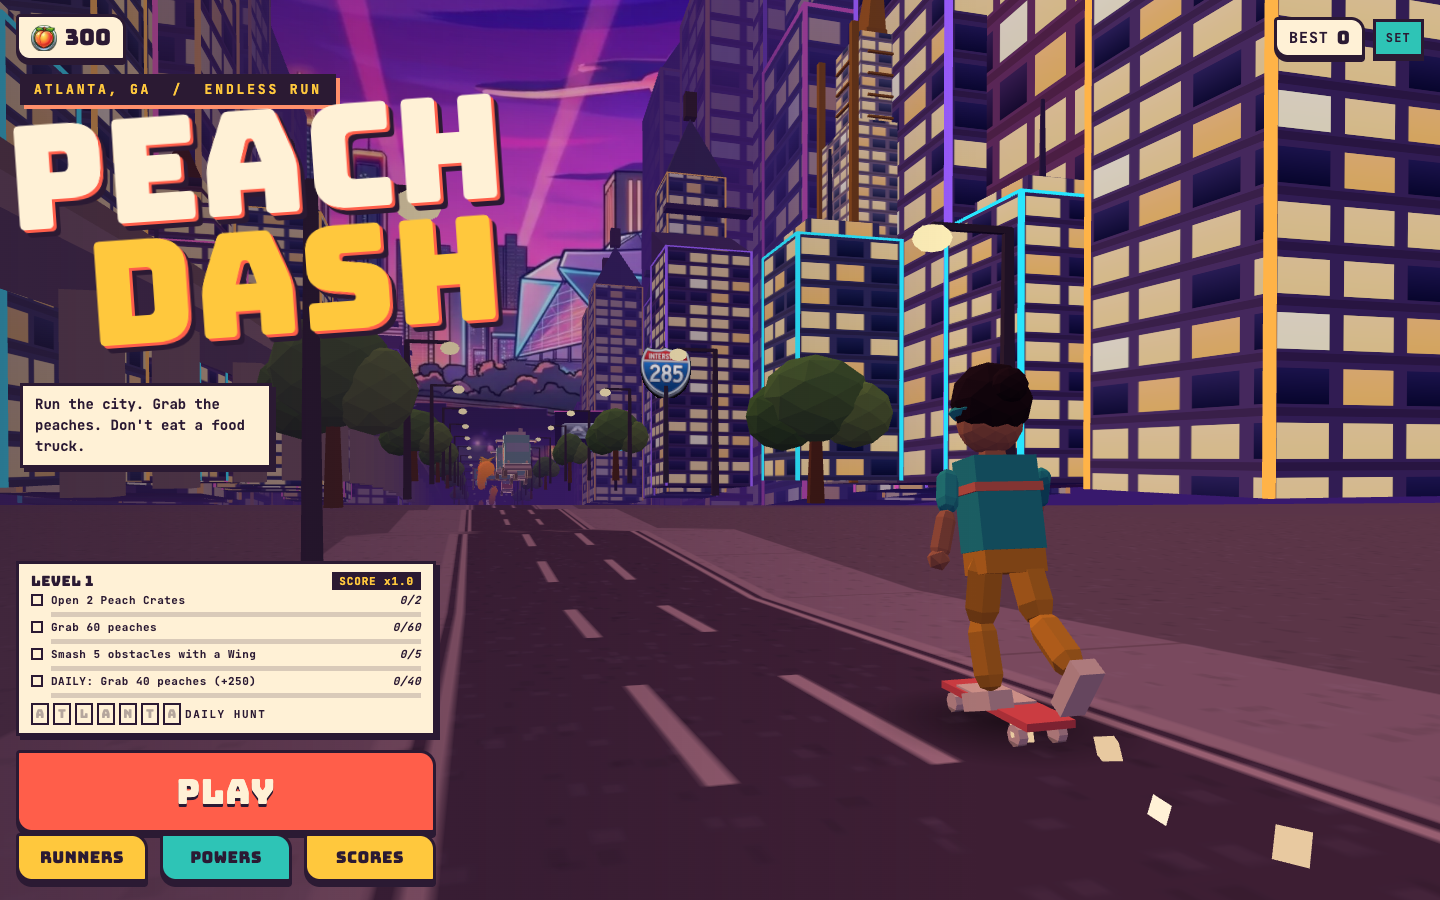 300
BEST 0
SET
ATLANTA, GA / ENDLESS RUN
PEACH
DASH
INTERSTATE
285
Run the city. Grab the
peaches. Don't eat a food
truck.
LEVEL 1
SCORE x1.0
Open 2 Peach Crates 0/2
Grab 60 peaches 0/60
Smash 5 obstacles with a Wing 0/5
DAILY: Grab 40 peaches (+250) 0/40
ATLANTA DAILY HUNT
PLAY
RUNNERS
POWERS
SCORES